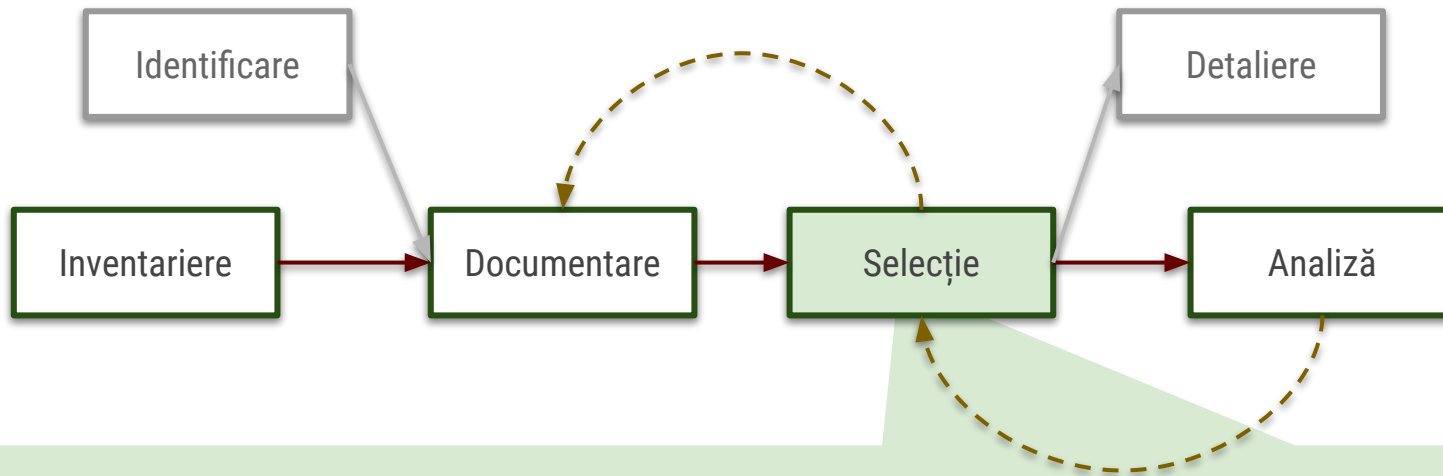 Identificare
Detaliere
Inventariere
Documentare
Selecție
Analiză